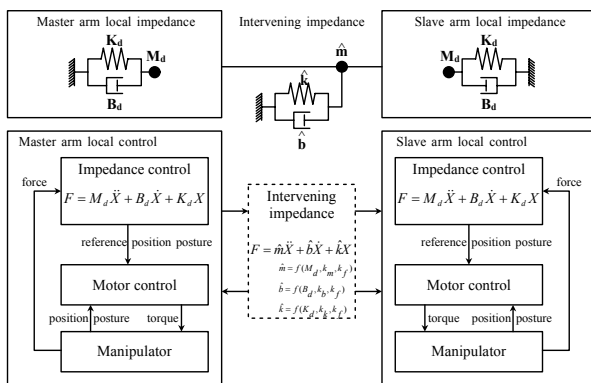 Master arm local impedance
Intervening impedance
Slave arm local impedance
K_d
M_d
B_d
m̂
k̂
b̂
K_d
M_d
B_d
Master arm local control
Impedance control
F = M_d Ẍ + B_d Ẋ + K_d X
force
reference position posture
Motor control
position posture
torque
Manipulator
Intervening
impedance
F = m̂Ẍ + b̂Ẋ + k̂X
m̂ = f(M_d, k_m, k_f)
b̂ = f(B_d, k_b, k_f)
k̂ = f(K_d, k_k, k_f)
Slave arm local control
Impedance control
F = M_d Ẍ + B_d Ẋ + K_d X
force
reference position posture
Motor control
torque
position posture
Manipulator